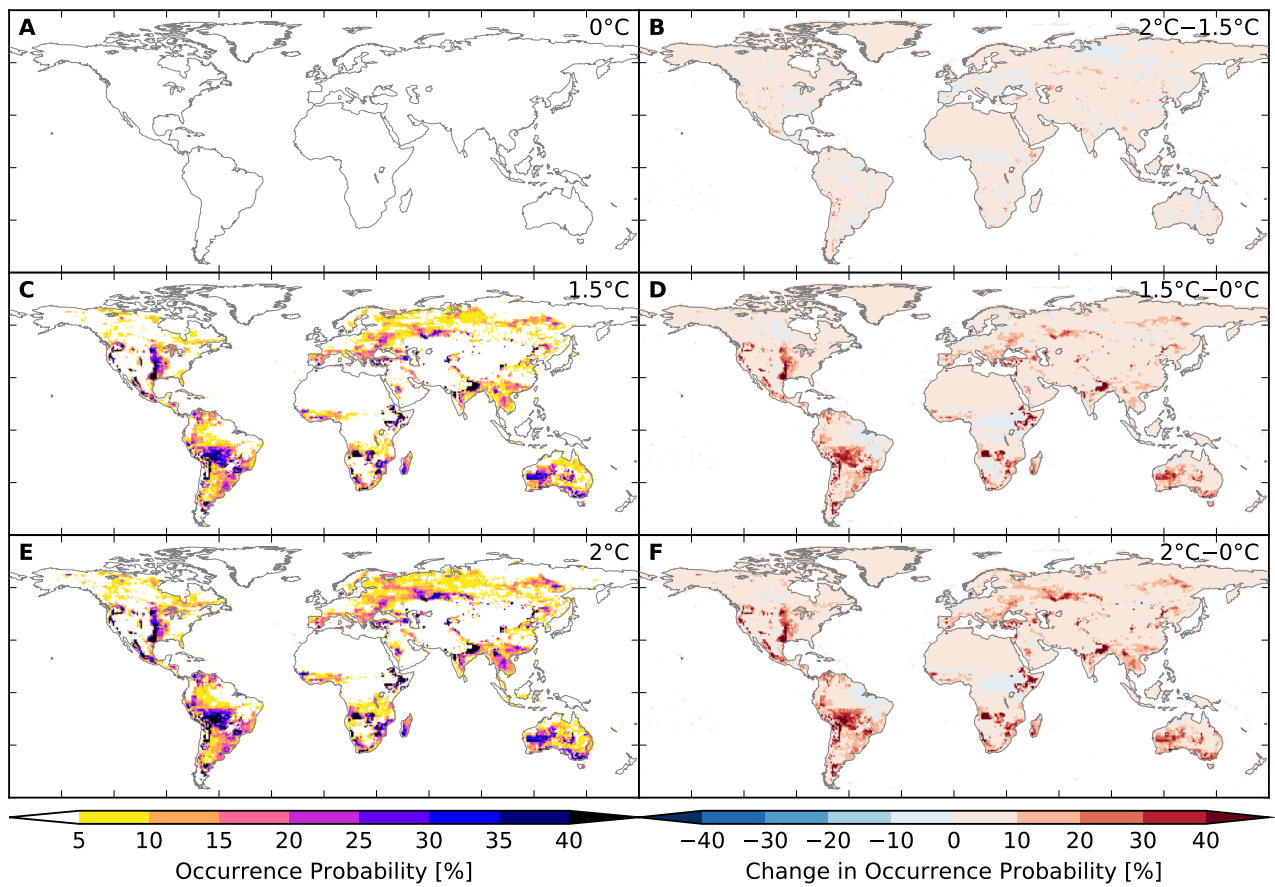 A 0°C
B 2°C−1.5°C
C 1.5°C
D 1.5°C−0°C
E 2°C
F 2°C−0°C
5 10 15 20 25 30 35 40
Occurrence Probability [%]
−40 −30 −20 −10 0 10 20 30 40
Change in Occurrence Probability [%]